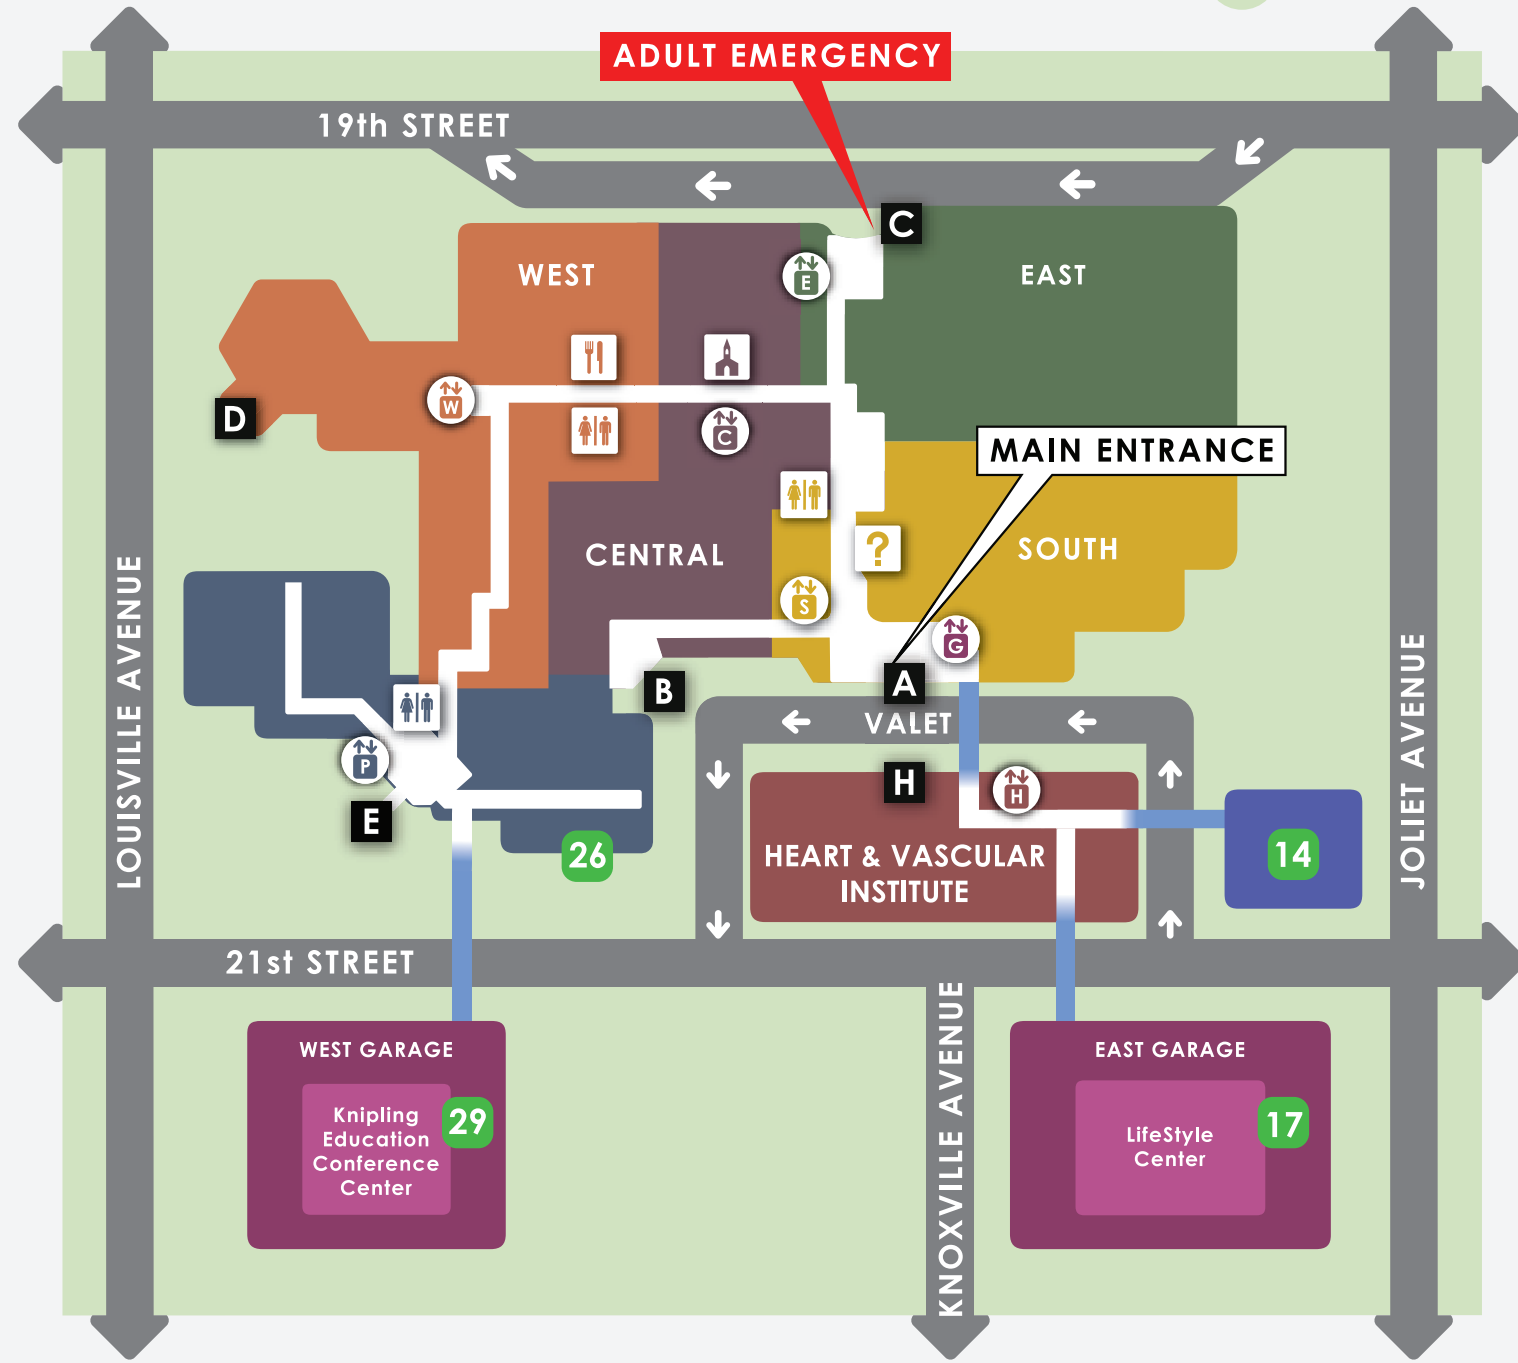 ADULT EMERGENCY
19th STREET
C
WEST
E
EAST
W
D
C
MAIN ENTRANCE
?
CENTRAL
SOUTH
S
G
LOUISVILLE AVENUE
JOLIET AVENUE
B
A
VALET
P
H
H
E
26
HEART & VASCULAR
INSTITUTE
14
21st STREET
KNOXVILLE AVENUE
WEST GARAGE
Knipling
Education
Conference
Center
29
EAST GARAGE
LifeStyle
Center
17